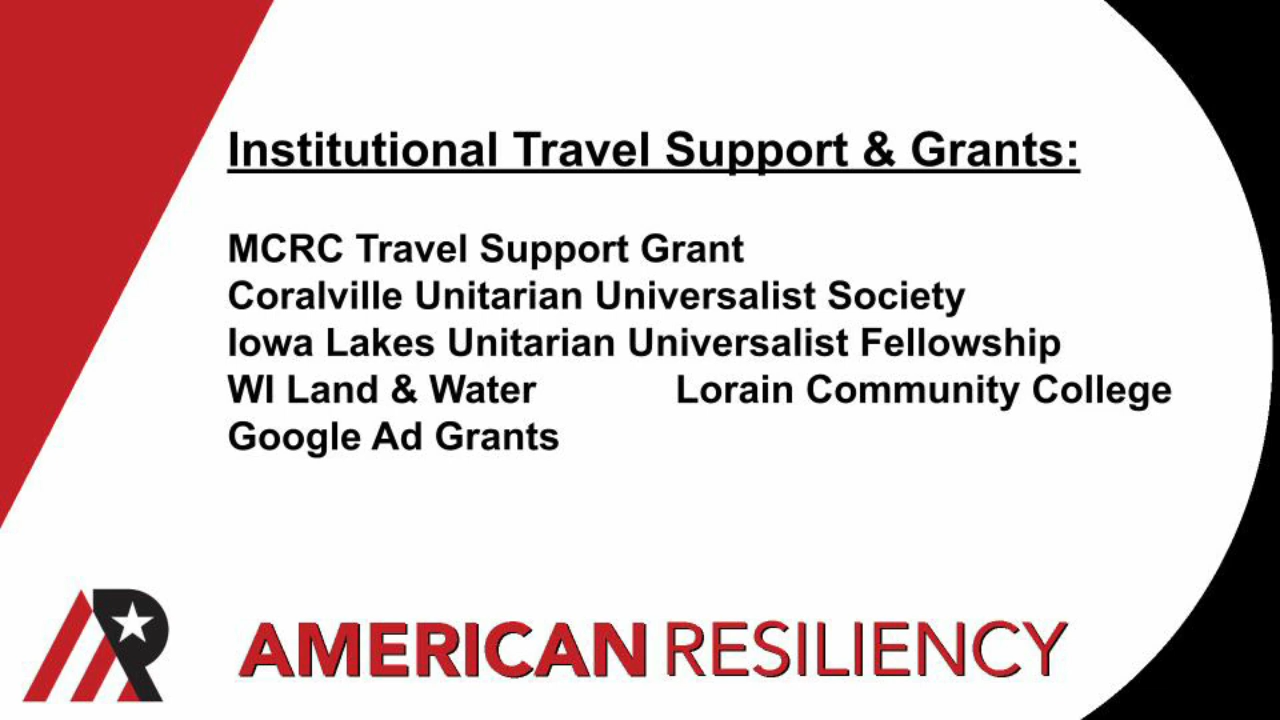 Institutional Travel Support & Grants:
MCRC Travel Support Grant
Coralville Unitarian Universalist Society
Iowa Lakes Unitarian Universalist Fellowship
WI Land & Water Lorain Community College
Google Ad Grants
AMERICAN RESILIENCY